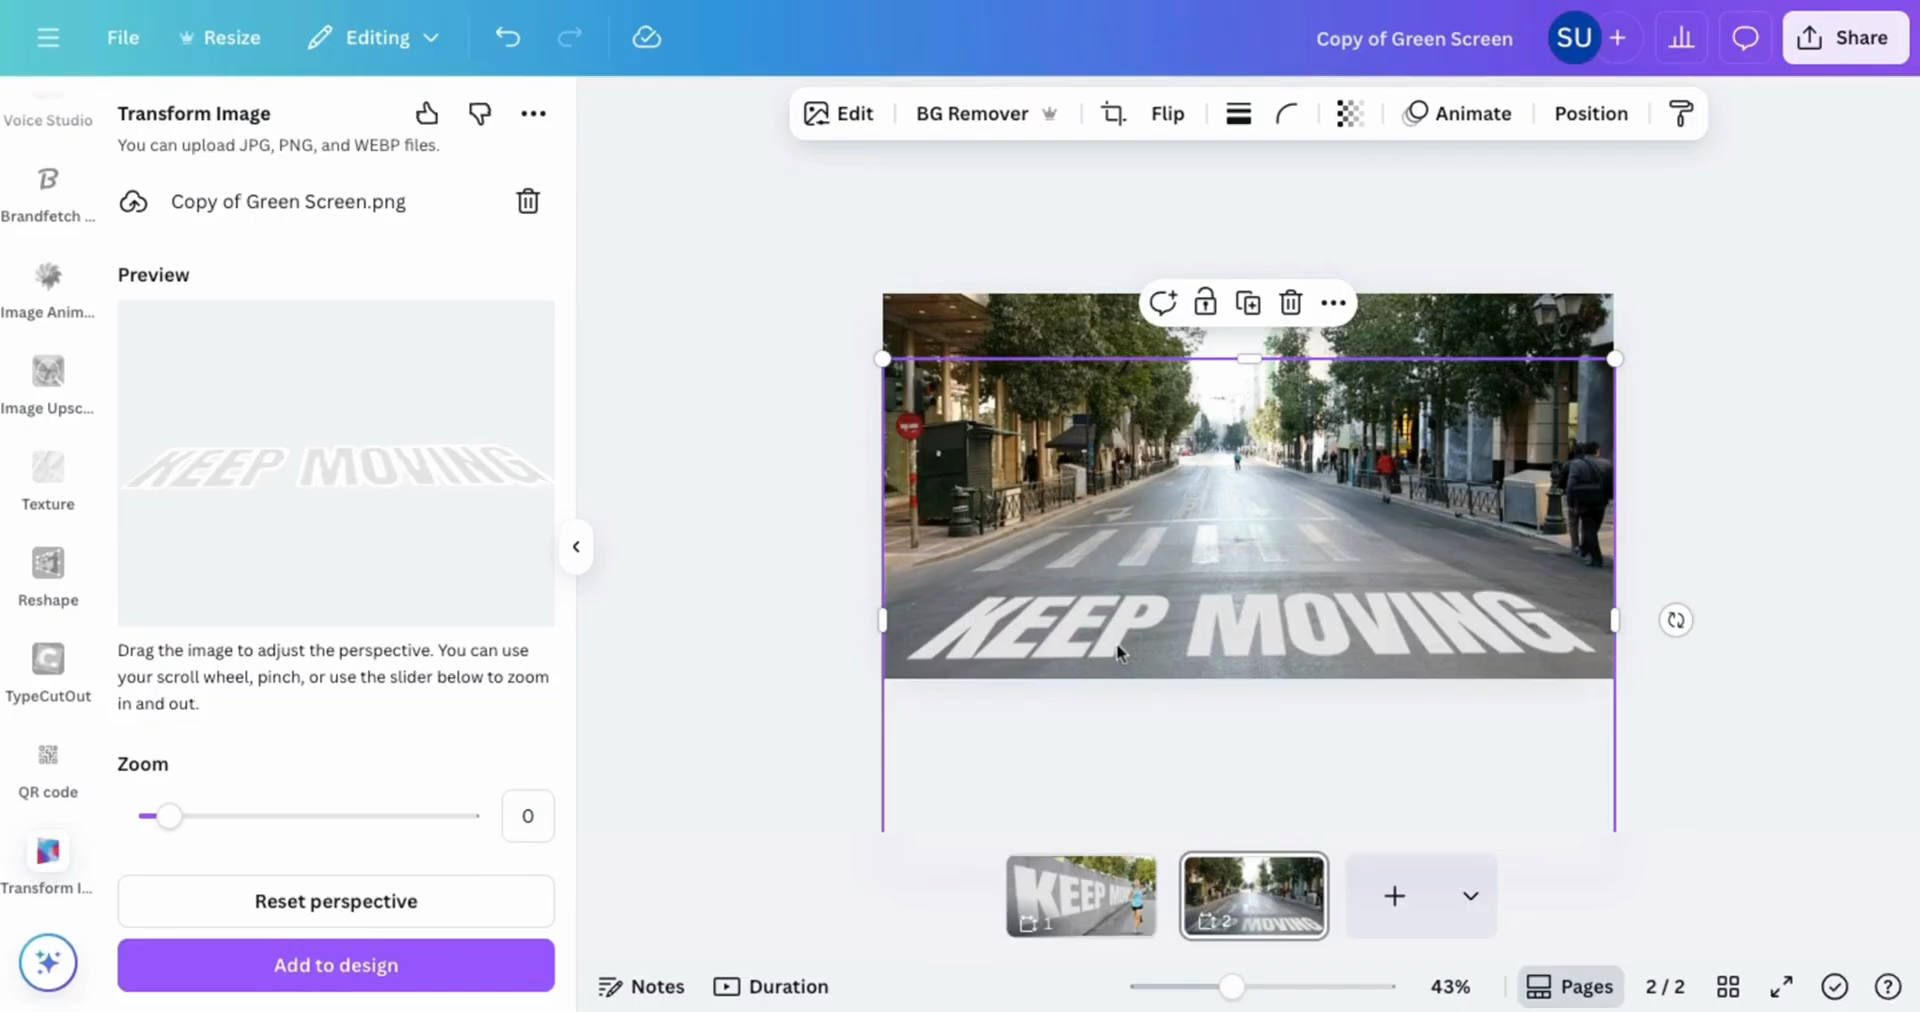 File
Resize
Editing
Copy of Green Screen
SU
Share
Voice Studio
Brandfetch ...
Image Anim...
Image Upsc...
Texture
Reshape
TypeCutOut
QR code
Transform I...
Transform Image
You can upload JPG, PNG, and WEBP files.
Copy of Green Screen.png
Preview
KEEP MOVING
Drag the image to adjust the perspective. You can use
your scroll wheel, pinch, or use the slider below to zoom
in and out.
Zoom
0
Reset perspective
Add to design
Edit
BG Remover
Flip
Animate
Position
KEEP MOVING
KEEP MO
1
2
MOVING
Notes
Duration
43%
Pages
2 / 2